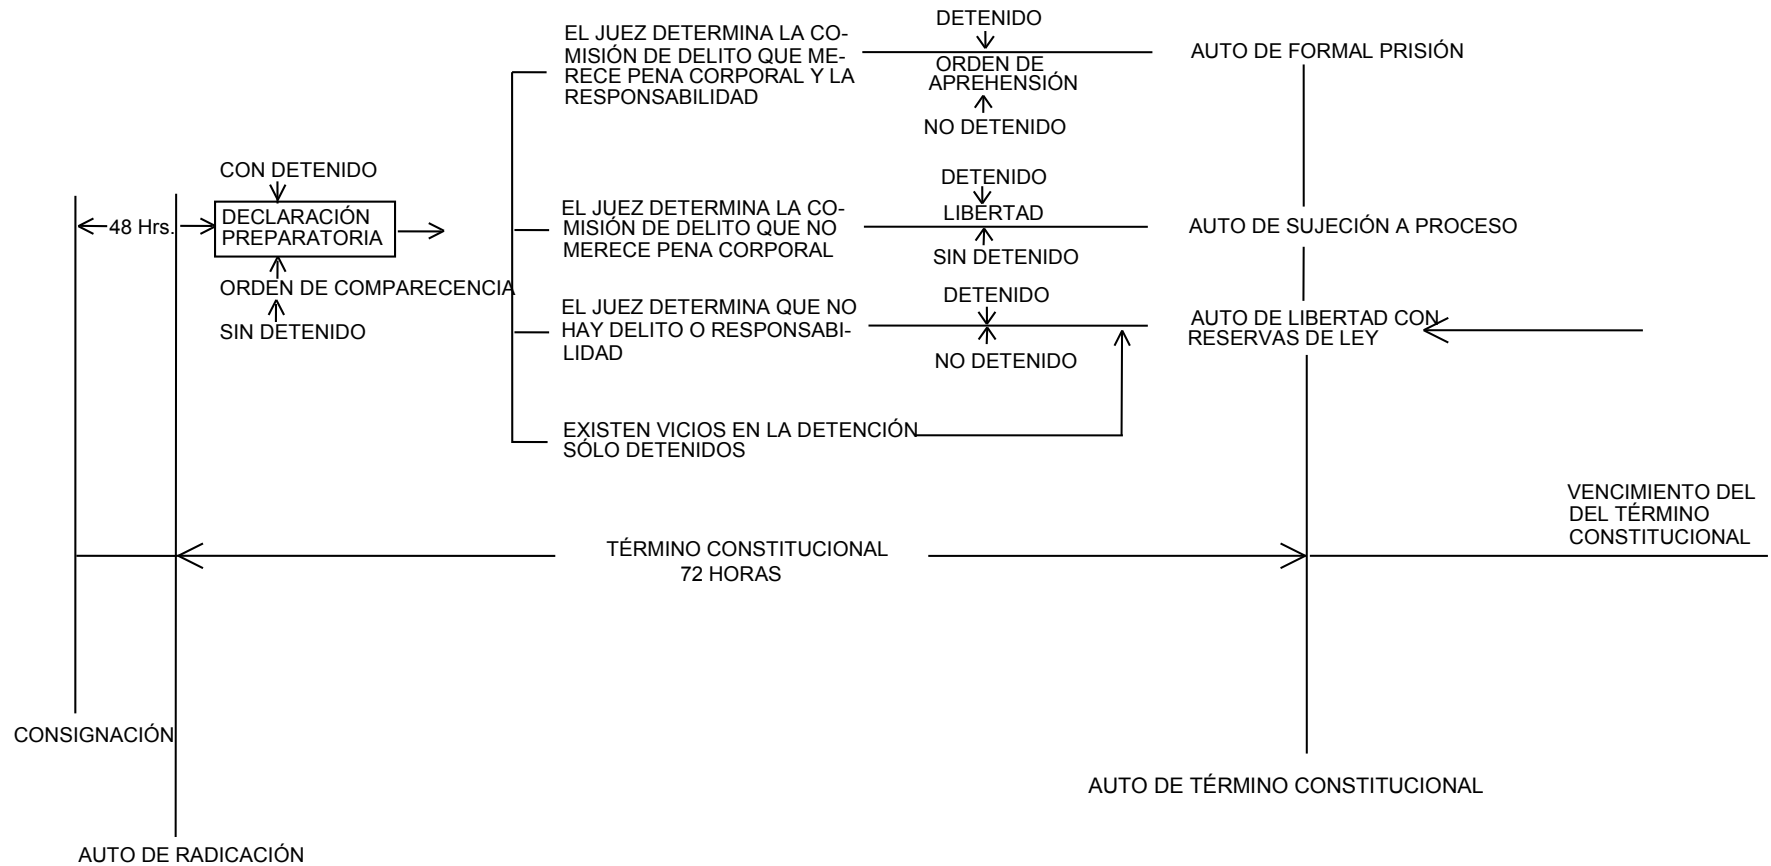 EL JUEZ DETERMINA LA CO-
MISIÓN DE DELITO QUE ME-
RECE PENA CORPORAL Y LA
RESPONSABILIDAD
DETENIDO
ORDEN DE
APREHENSIÓN
NO DETENIDO
AUTO DE FORMAL PRISIÓN
CON DETENIDO
48 Hrs.
DECLARACIÓN
PREPARATORIA
ORDEN DE COMPARECENCIA
SIN DETENIDO
EL JUEZ DETERMINA LA CO-
MISIÓN DE DELITO QUE NO
MERECE PENA CORPORAL
DETENIDO
LIBERTAD
SIN DETENIDO
AUTO DE SUJECIÓN A PROCESO
EL JUEZ DETERMINA QUE NO
HAY DELITO O RESPONSABI-
LIDAD
DETENIDO
NO DETENIDO
AUTO DE LIBERTAD CON
RESERVAS DE LEY
EXISTEN VICIOS EN LA DETENCIÓN
SÓLO DETENIDOS
VENCIMIENTO DEL
DEL TÉRMINO
CONSTITUCIONAL
TÉRMINO CONSTITUCIONAL
72 HORAS
CONSIGNACIÓN
AUTO DE TÉRMINO CONSTITUCIONAL
AUTO DE RADICACIÓN